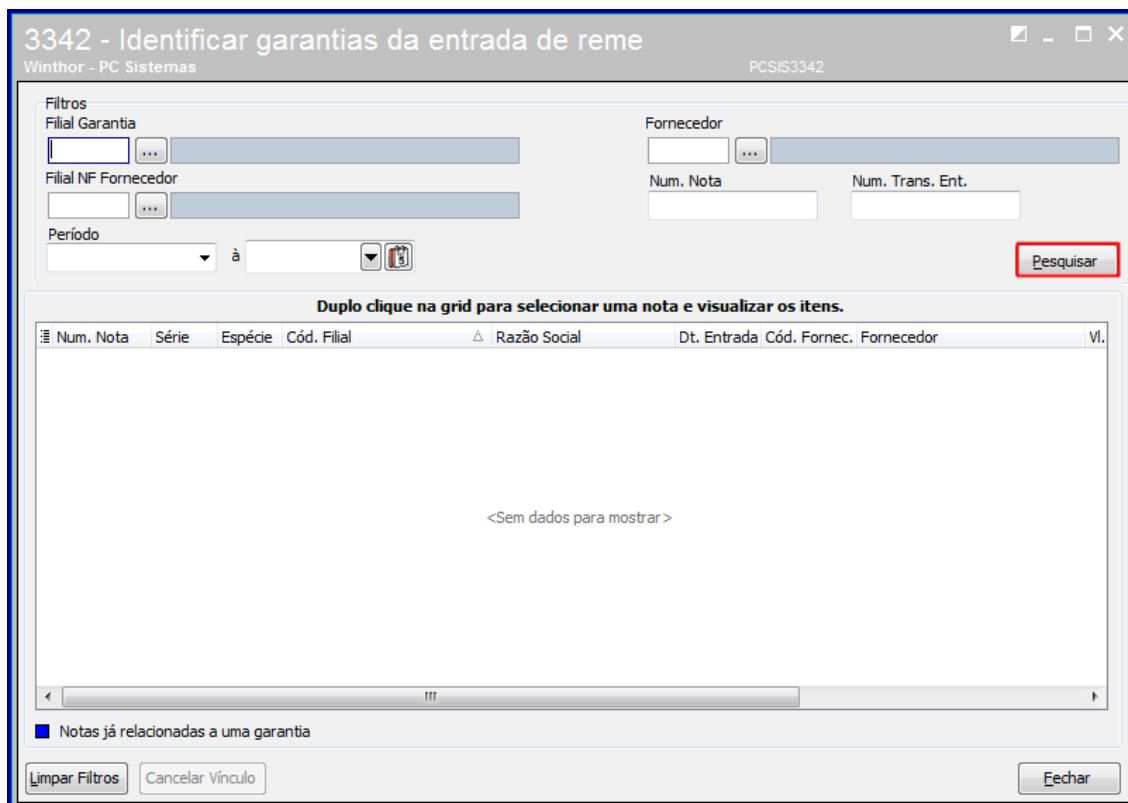 3342 - Identificar garantias da entrada de reme
Winthor - PC Sistemas PCSIS3342
Filtros
Filial Garantia Fornecedor
... ...
Filial NF Fornecedor Num. Nota Num. Trans. Ent.
...
Período
à 5
Pesquisar
Duplo clique na grid para selecionar uma nota e visualizar os itens.
Num. Nota Série Espécie Cód. Filial Razão Social Dt. Entrada Cód. Fornec. Fornecedor Vl.
<Sem dados para mostrar>
Notas já relacionadas a uma garantia
Limpar Filtros Cancelar Vínculo Fechar